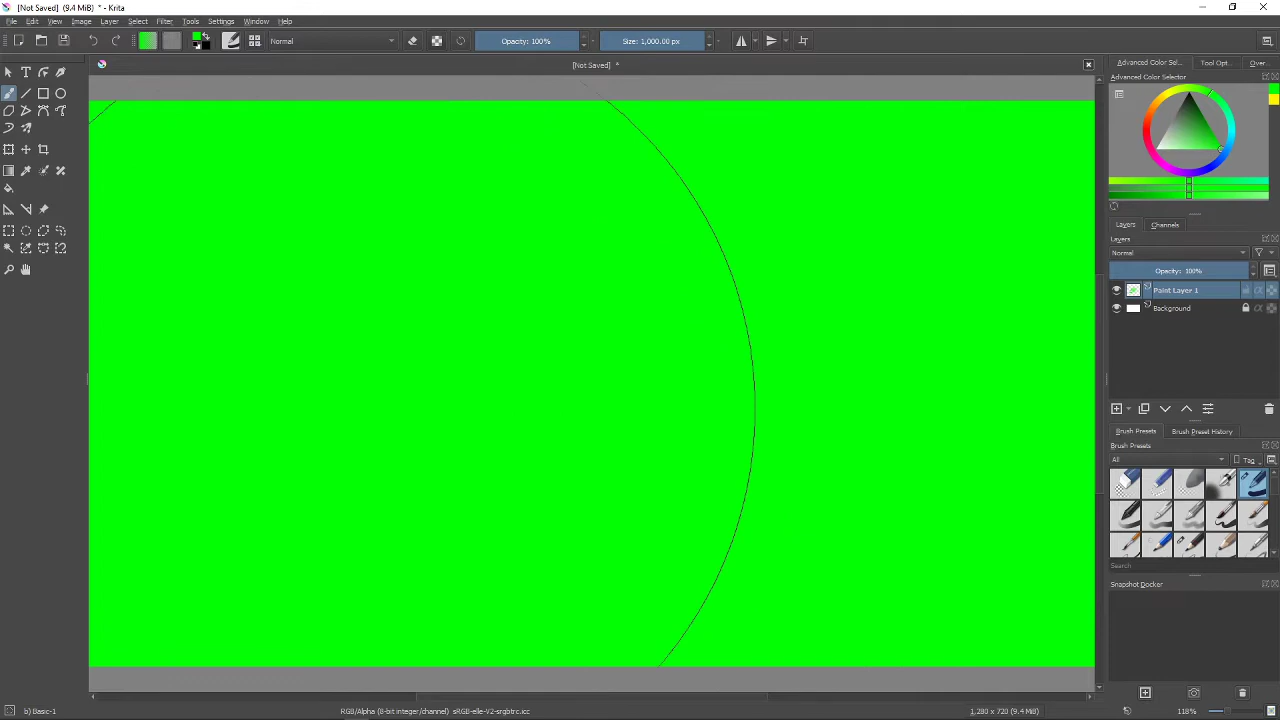 [Not Saved] (9.4 MiB) * - Krita
File Edit View Image Layer Select Filter Tools Settings Window Help
Normal Opacity: 100% Size: 1,000.00 px
[Not Saved] *
Advanced Color Sel... Tool Opt... Over...
Advanced Color Selector
Layers Channels
Layers
Normal
Opacity: 100%
Paint Layer 1
Background
Brush Presets Brush Preset History
Brush Presets
All Tag
Search
Snapshot Docker
b) Basic-1 RGB/Alpha (8-bit integer/channel) sRGB-elle-V2-srgbtrc.icc 1,280 x 720 (9.4 MiB) 118%